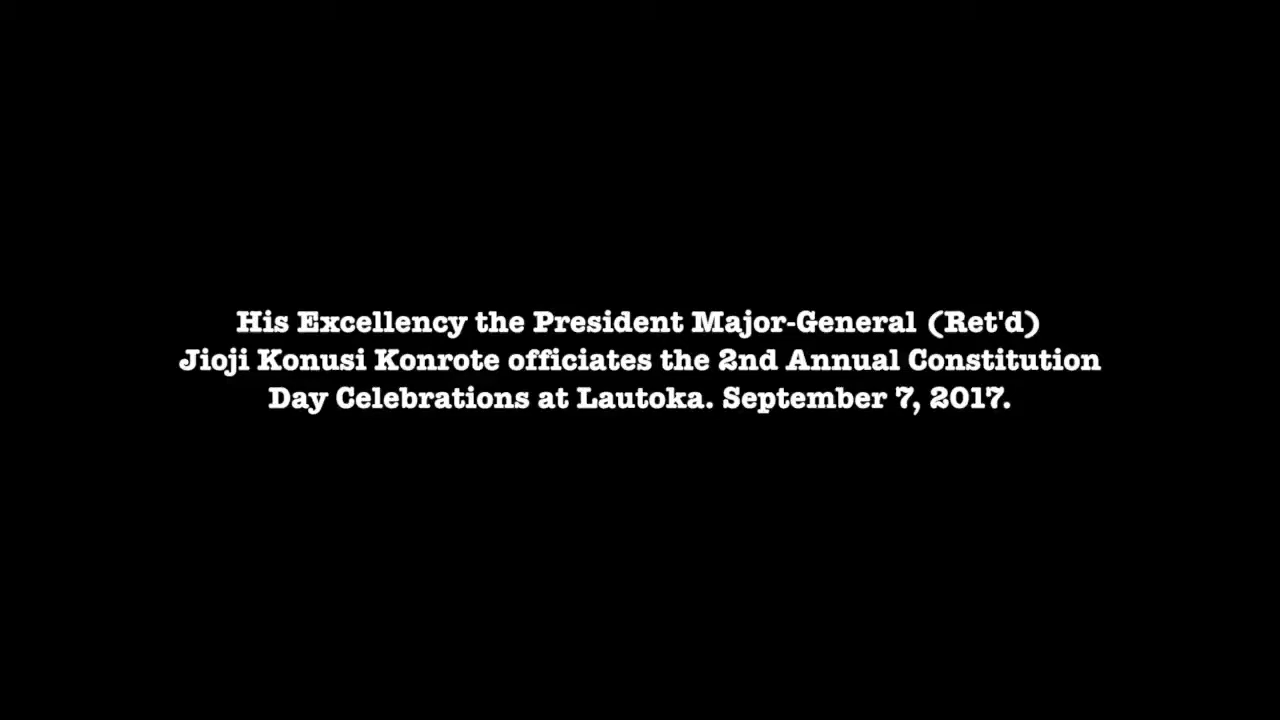 His Excellency the President Major-General (Ret'd)
Jioji Konusi Konrote officiates the 2nd Annual Constitution
Day Celebrations at Lautoka. September 7, 2017.